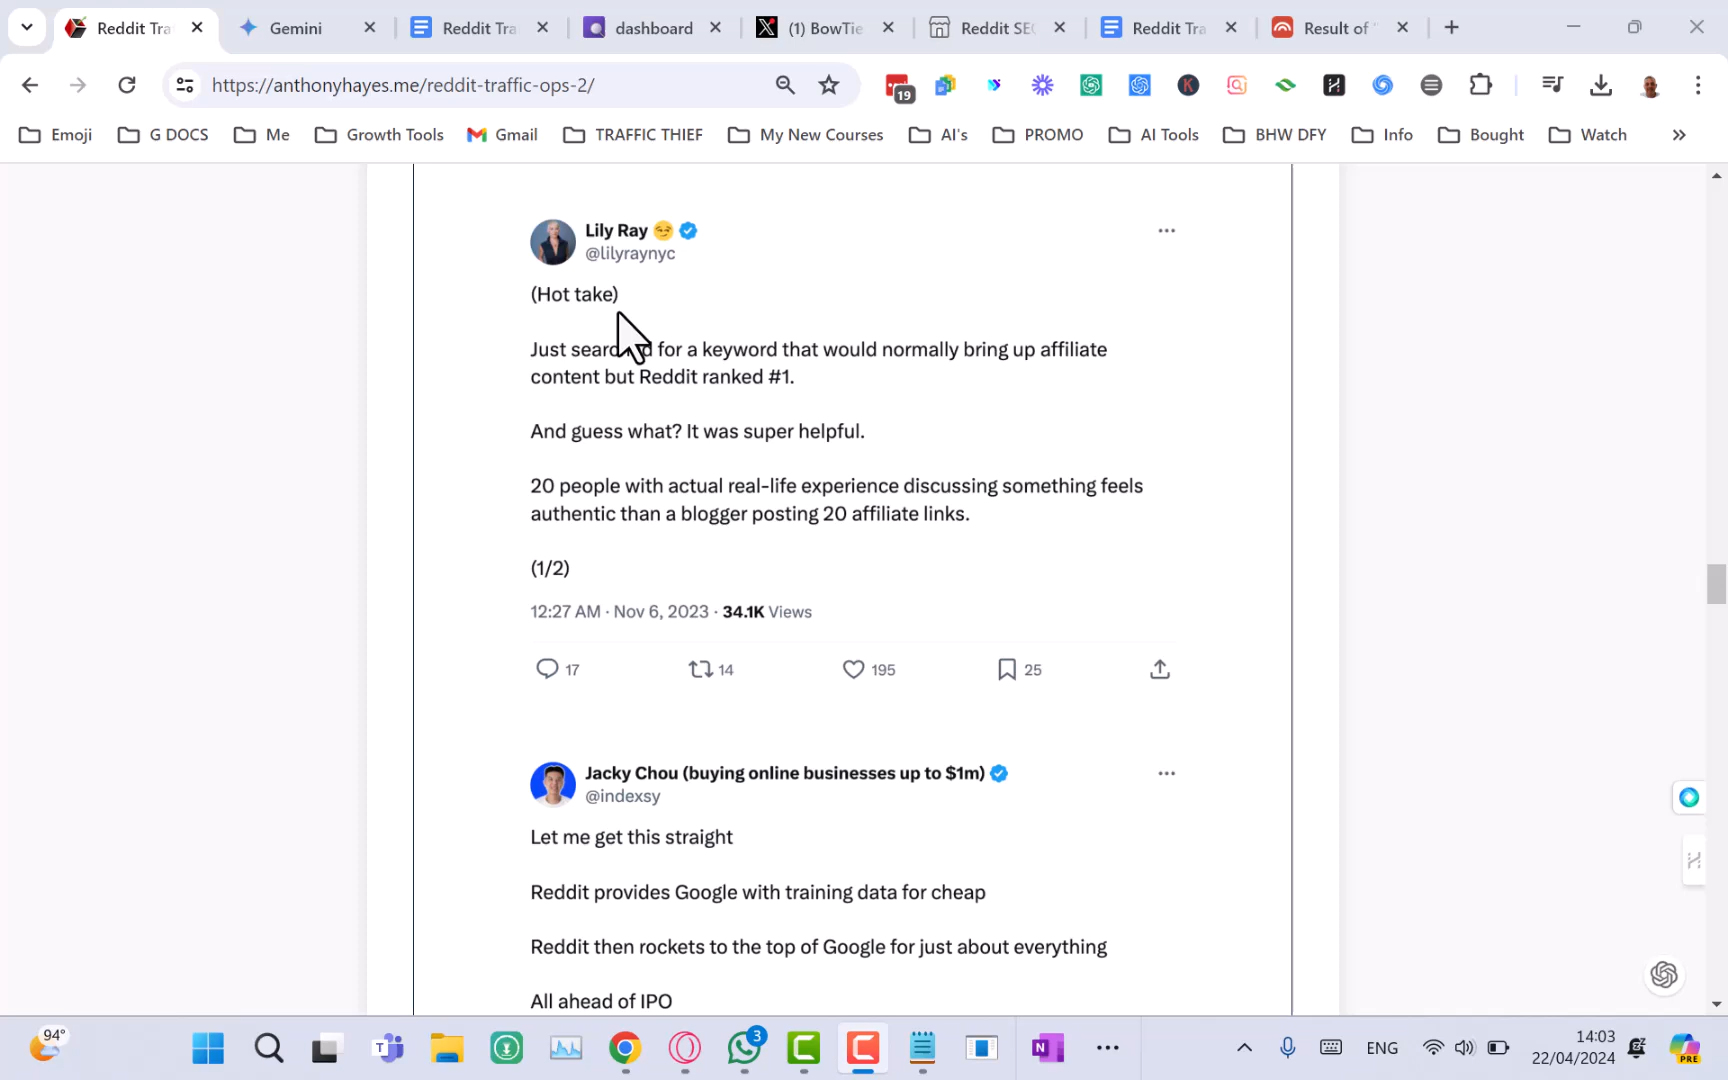 Reddit Tra
Gemini
Reddit Tra
dashboard
(1) BowTie
Reddit SEO
Reddit Tra
Result of "
https://anthonyhayes.me/reddit-traffic-ops-2/
19
Emoji
G DOCS
Me
Growth Tools
Gmail
TRAFFIC THIEF
My New Courses
AI's
PROMO
AI Tools
BHW DFY
Info
Bought
Watch
Lily Ray 😏
@lilyraynyc
(Hot take)
Just searched for a keyword that would normally bring up affiliate
content but Reddit ranked #1.
And guess what? It was super helpful.
20 people with actual real-life experience discussing something feels
authentic than a blogger posting 20 affiliate links.
(1/2)
12:27 AM · Nov 6, 2023 · 34.1K Views
17
14
195
25
Jacky Chou (buying online businesses up to $1m)
@indexsy
Let me get this straight
Reddit provides Google with training data for cheap
Reddit then rockets to the top of Google for just about everything
All ahead of IPO
94°
3
ENG
14:03
22/04/2024
PRE